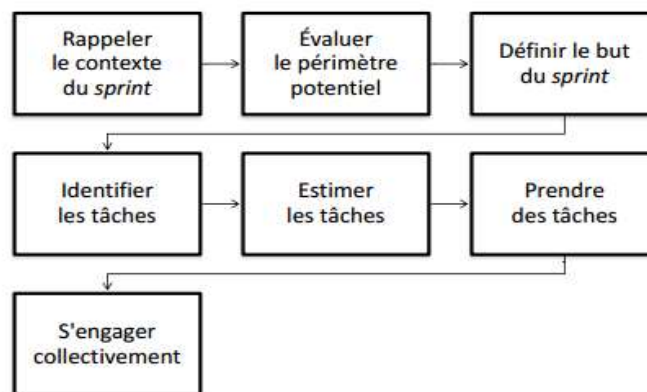 Rappeler
le contexte
du sprint
Évaluer
le périmètre
potentiel
Définir le but
du sprint
Identifier
les tâches
Estimer
les tâches
Prendre
des tâches
S'engager
collectivement